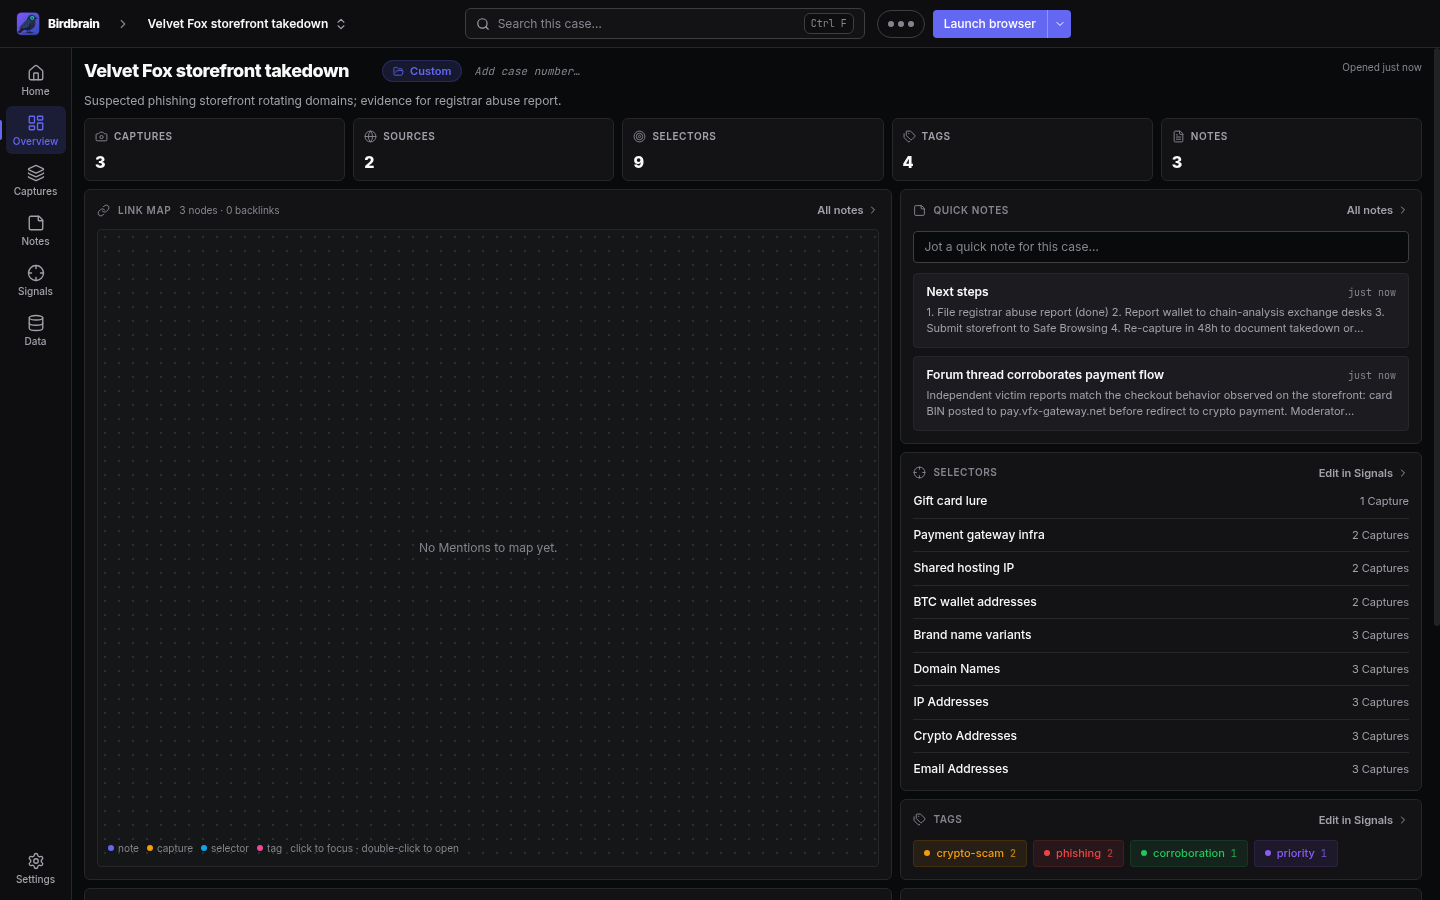 Birdbrain
Velvet Fox storefront takedown
Search this case...
Ctrl F
Launch browser
Home
Overview
Captures
Notes
Signals
Data
Settings
Velvet Fox storefront takedown
Custom
Add case number…
Opened just now
Suspected phishing storefront rotating domains; evidence for registrar abuse report.
CAPTURES
3
SOURCES
2
SELECTORS
9
TAGS
4
NOTES
3
LINK MAP 3 nodes · 0 backlinks
All notes
No Mentions to map yet.
note capture selector tag click to focus · double-click to open
QUICK NOTES
All notes
Jot a quick note for this case...
Next steps
just now
1. File registrar abuse report (done) 2. Report wallet to chain-analysis exchange desks 3.
Submit storefront to Safe Browsing 4. Re-capture in 48h to document takedown or...
Forum thread corroborates payment flow
just now
Independent victim reports match the checkout behavior observed on the storefront: card
BIN posted to pay.vfx-gateway.net before redirect to crypto payment. Moderator...
SELECTORS
Edit in Signals
Gift card lure 1 Capture
Payment gateway infra 2 Captures
Shared hosting IP 2 Captures
BTC wallet addresses 2 Captures
Brand name variants 3 Captures
Domain Names 3 Captures
IP Addresses 3 Captures
Crypto Addresses 3 Captures
Email Addresses 3 Captures
TAGS
Edit in Signals
crypto-scam 2
phishing 2
corroboration 1
priority 1